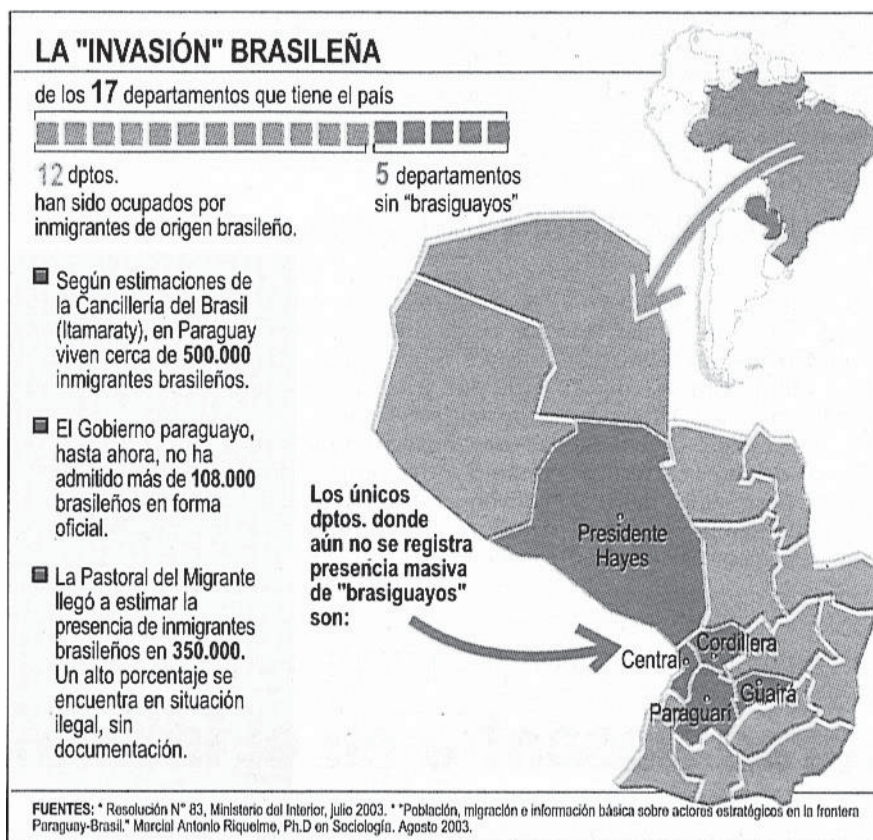 LA "INVASIÓN" BRASILEÑA
de los 17 departamentos que tiene el país
12 dptos.
han sido ocupados por
inmigrantes de origen brasileño.
5 departamentos
sin "brasiguayos"
Según estimaciones de
la Cancillería del Brasil
(Itamaraty), en Paraguay
viven cerca de 500.000
inmigrantes brasileños.
El Gobierno paraguayo,
hasta ahora, no ha
admitido más de 108.000
brasileños en forma
oficial.
La Pastoral del Migrante
llegó a estimar la
presencia de inmigrantes
brasileños en 350.000.
Un alto porcentaje se
encuentra en situación
ilegal, sin
documentación.
Los únicos
dptos. donde
aún no se registra
presencia masiva
de "brasiguayos"
son:
Presidente
Hayes
Cordillera
Central
Guairá
Paraguarí
FUENTES: * Resolución N° 83, Ministerio del Interior, julio 2003. * "Población, migración e información básica sobre actores estratégicos en la frontera
Paraguay-Brasil." Marcial Antonio Riquelme, Ph.D en Sociología. Agosto 2003.